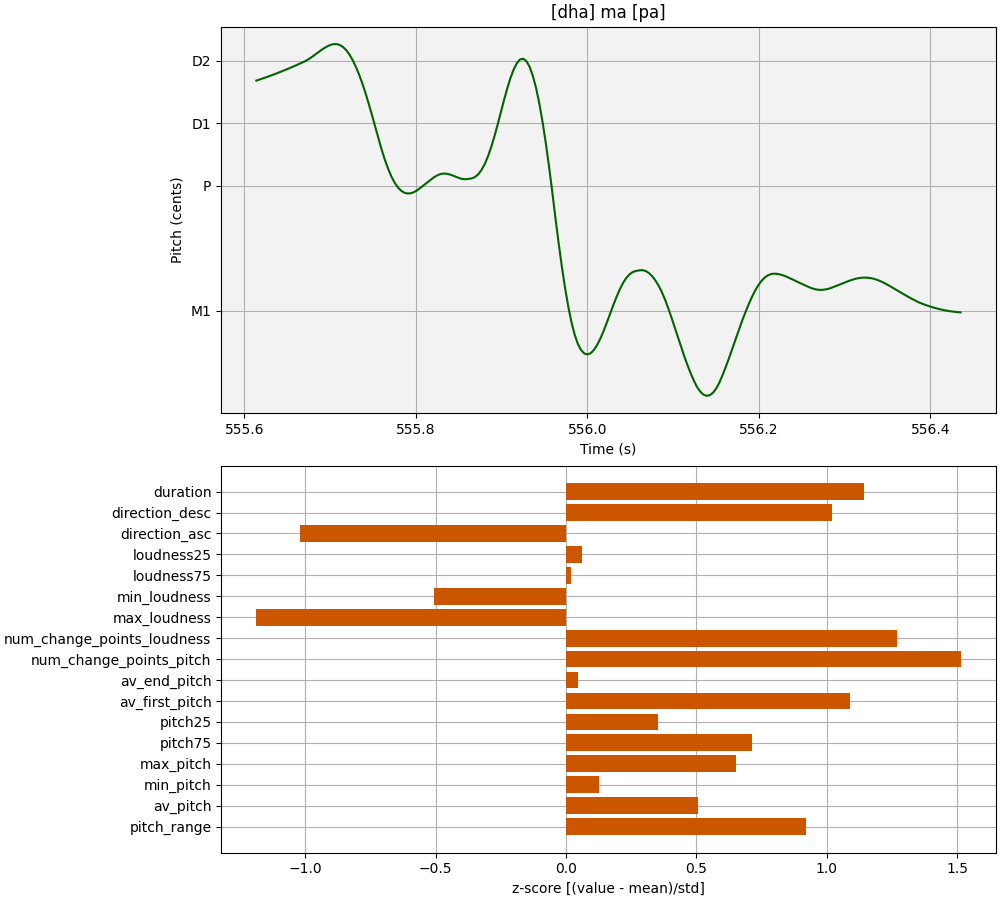 [dha] ma [pa]
D2
D1
P
M1
Pitch (cents)
555.6 555.8 556.0 556.2 556.4
Time (s)
duration
direction_desc
direction_asc
loudness25
loudness75
min_loudness
max_loudness
num_change_points_loudness
num_change_points_pitch
av_end_pitch
av_first_pitch
pitch25
pitch75
max_pitch
min_pitch
av_pitch
pitch_range
−1.0 −0.5 0.0 0.5 1.0 1.5
z-score [(value - mean)/std]